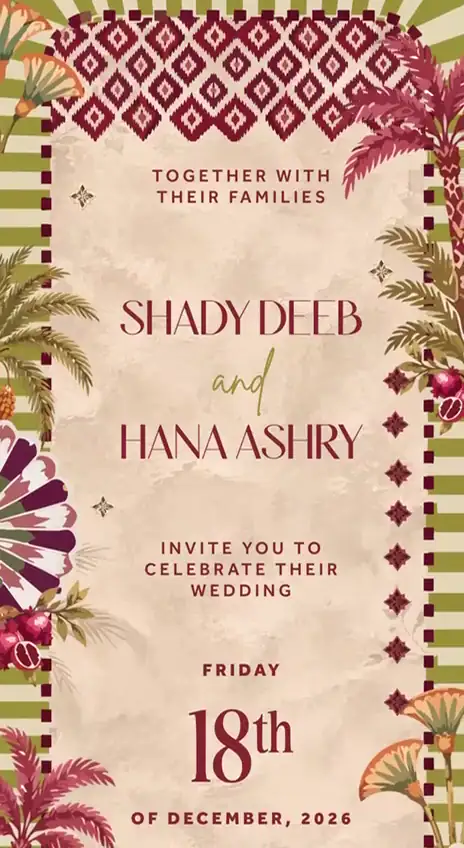 TOGETHER WITH
THEIR FAMILIES
SHADY DEEB
and
HANA ASHRY
INVITE YOU TO
CELEBRATE THEIR
WEDDING
FRIDAY
18th
OF DECEMBER, 2026